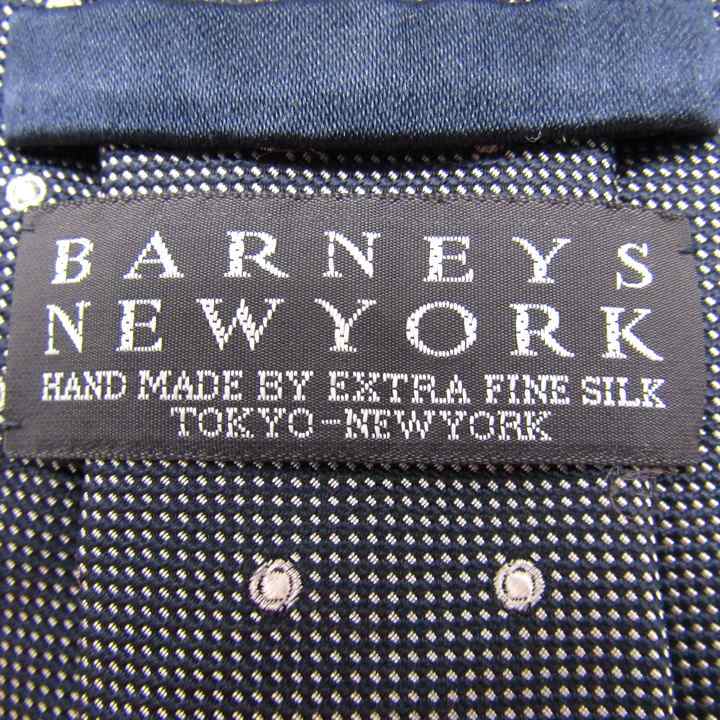 BARNEYS
NEWYORK
HAND MADE BY EXTRA FINE SILK
TOKYO-NEWYORK